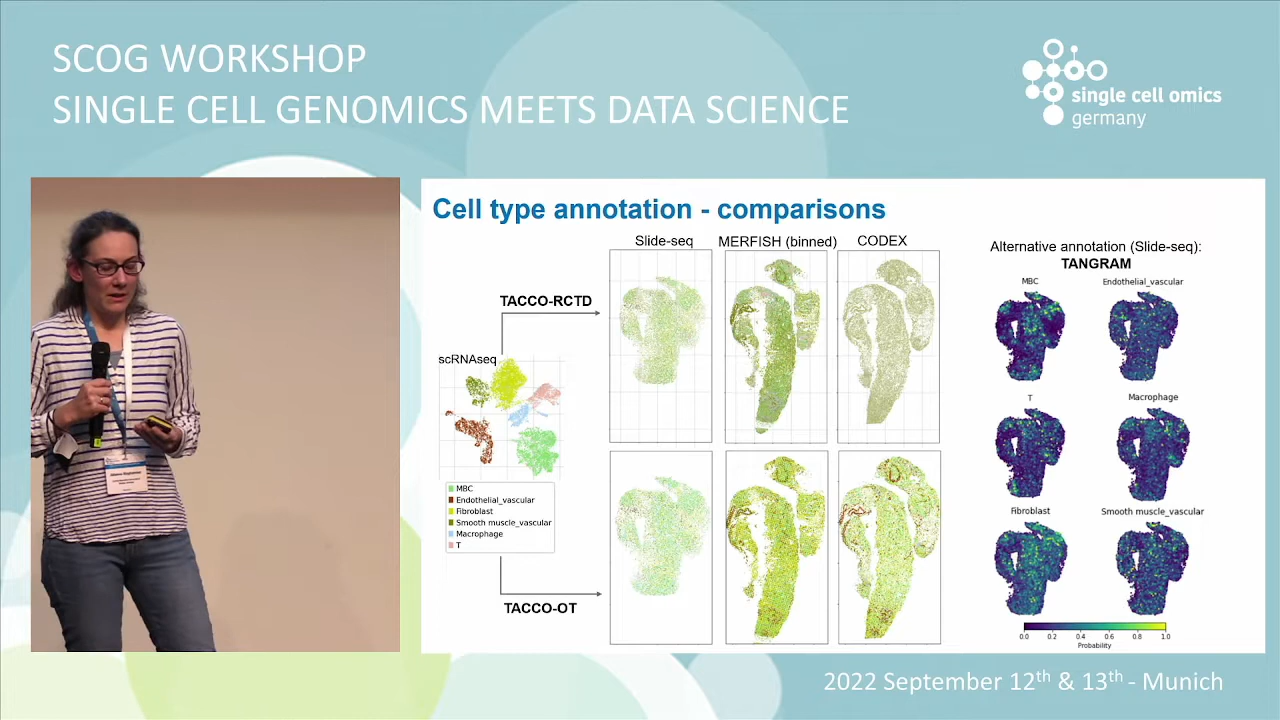 SCOG WORKSHOP
SINGLE CELL GENOMICS MEETS DATA SCIENCE
single cell omics
germany
Cell type annotation - comparisons
Slide-seq
MERFISH (binned)
CODEX
TACCO-RCTD
scRNAseq
MBC
Endothelial_vascular
Fibroblast
Smooth muscle_vascular
Macrophage
T
TACCO-OT
Alternative annotation (Slide-seq):
TANGRAM
MBC
Endothelial_vascular
T
Macrophage
Fibroblast
Smooth muscle_vascular
0.0 0.2 0.4 0.6 0.8 1.0
Probability
2022 September 12th & 13th - Munich